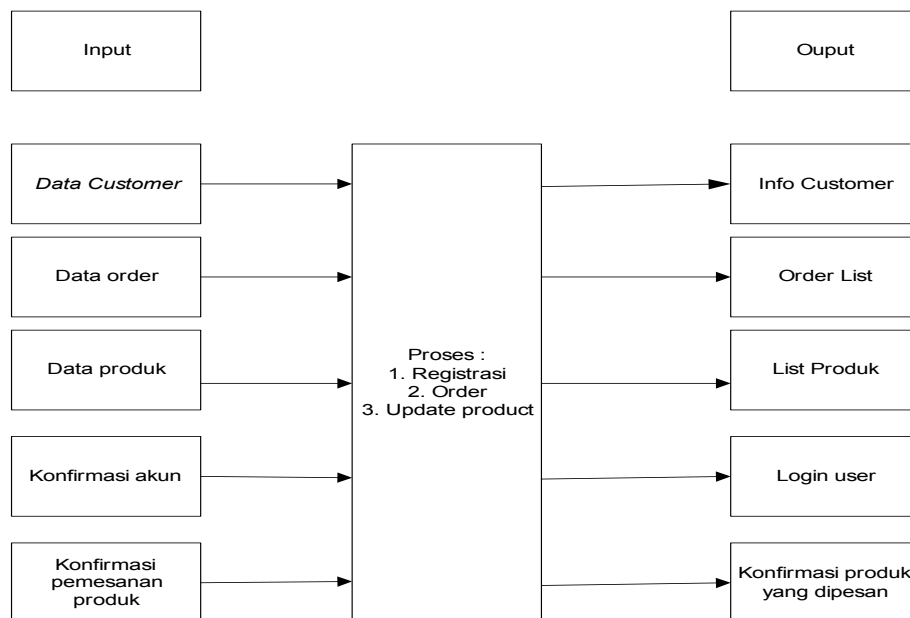 Input
Ouput
Data Customer
Info Customer
Data order
Order List
Data produk
List Produk
Proses :
1. Registrasi
2. Order
3. Update product
Konfirmasi akun
Login user
Konfirmasi
pemesanan
produk
Konfirmasi produk
yang dipesan